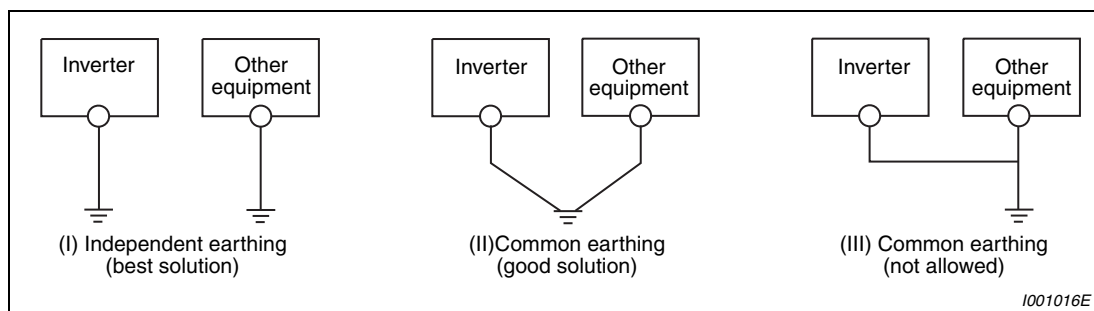 Inverter
Other
equipment
Inverter
Other
equipment
Inverter
Other
equipment
(I) Independent earthing
(best solution)
(II)Common earthing
(good solution)
(III) Common earthing
(not allowed)
I001016E